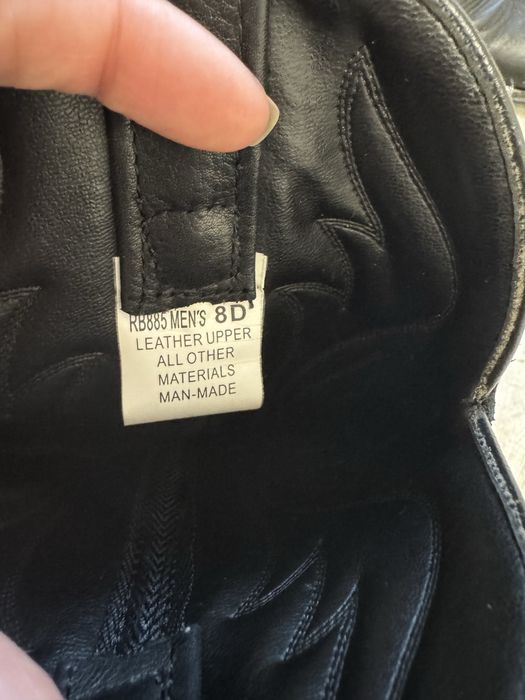 RB885 MEN'S 8D
LEATHER UPPER
ALL OTHER
MATERIALS
MAN-MADE